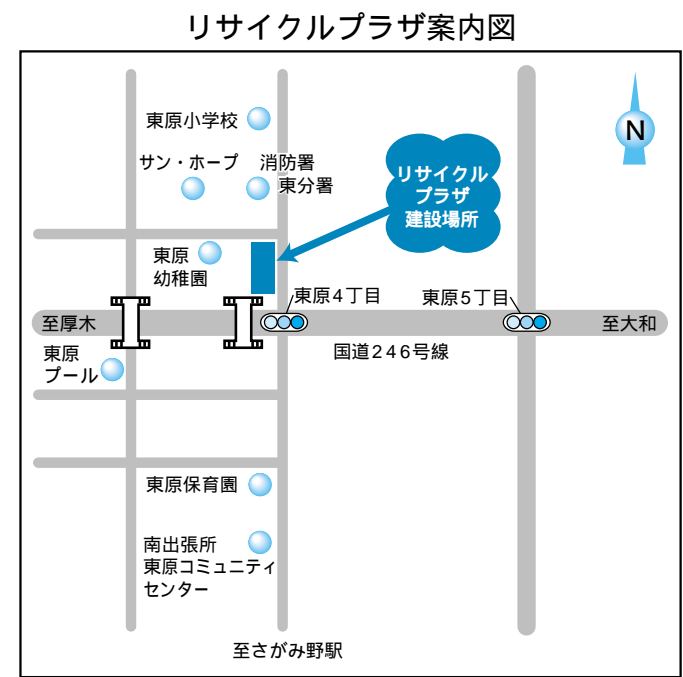 リサイクルプラザ案内図
N
東原小学校
サン・ホープ
消防署
東分署
リサイクル
プラザ
建設場所
東原
幼稚園
東原4丁目
東原5丁目
至厚木
至大和
国道246号線
東原
プール
東原保育園
南出張所
東原コミュニティ
センター
至さがみ野駅